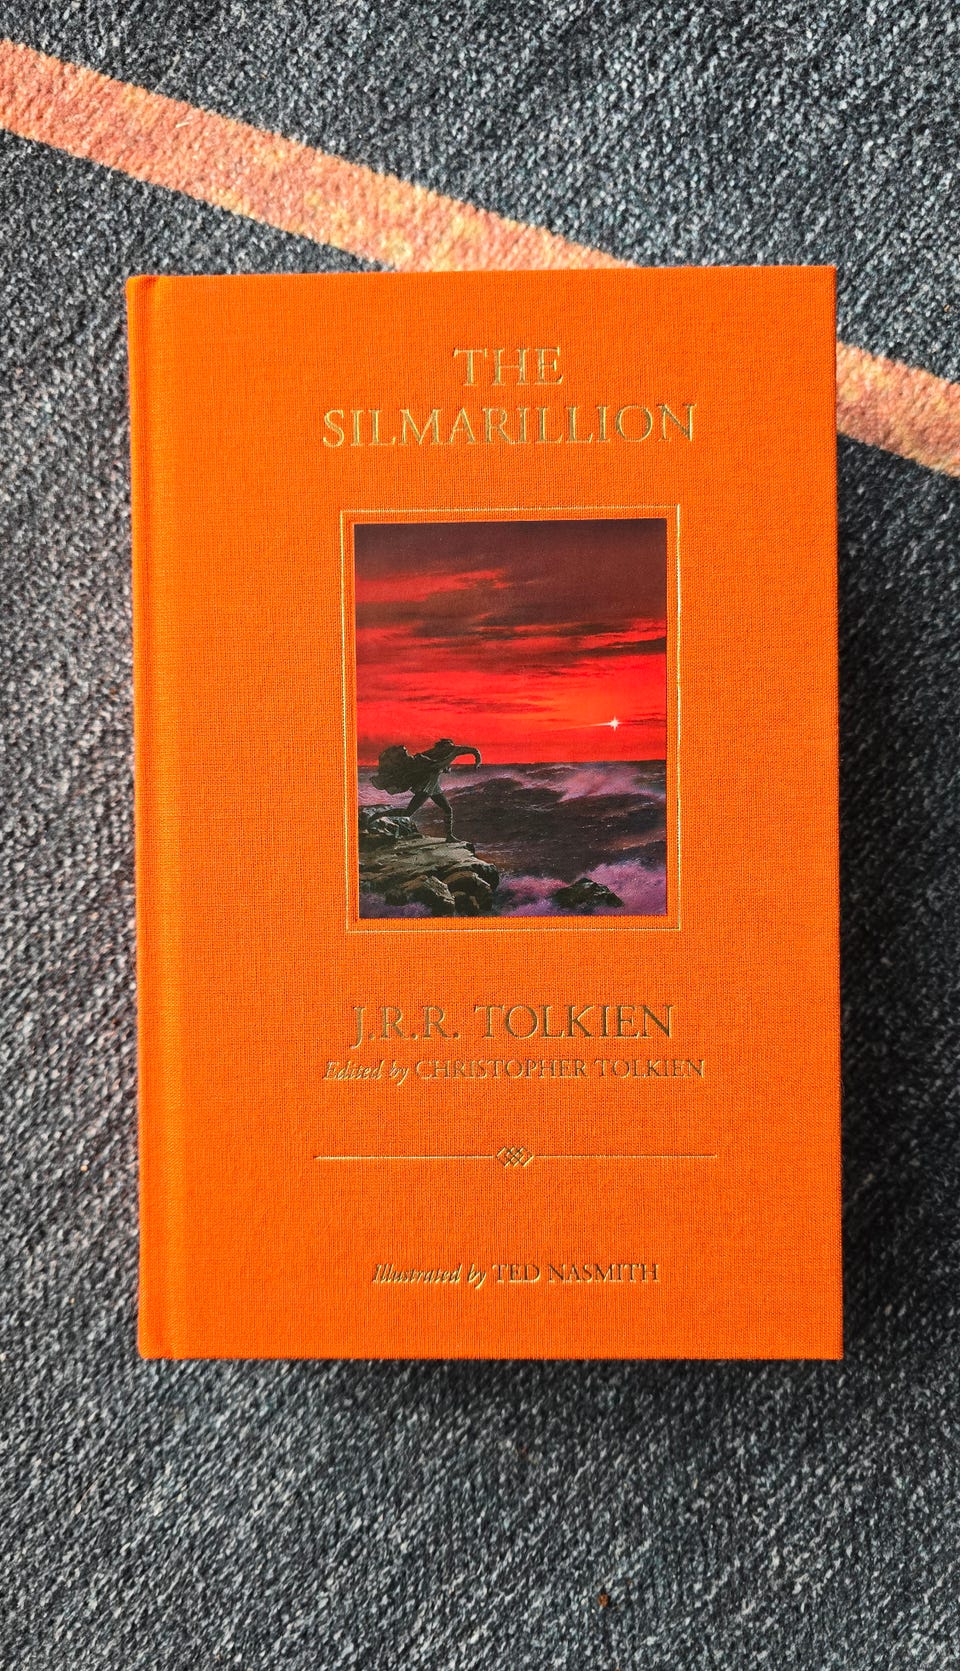 THE
SILMARILLION
J.R.R. TOLKIEN
Edited by CHRISTOPHER TOLKIEN
Illustrated by TED NASMITH